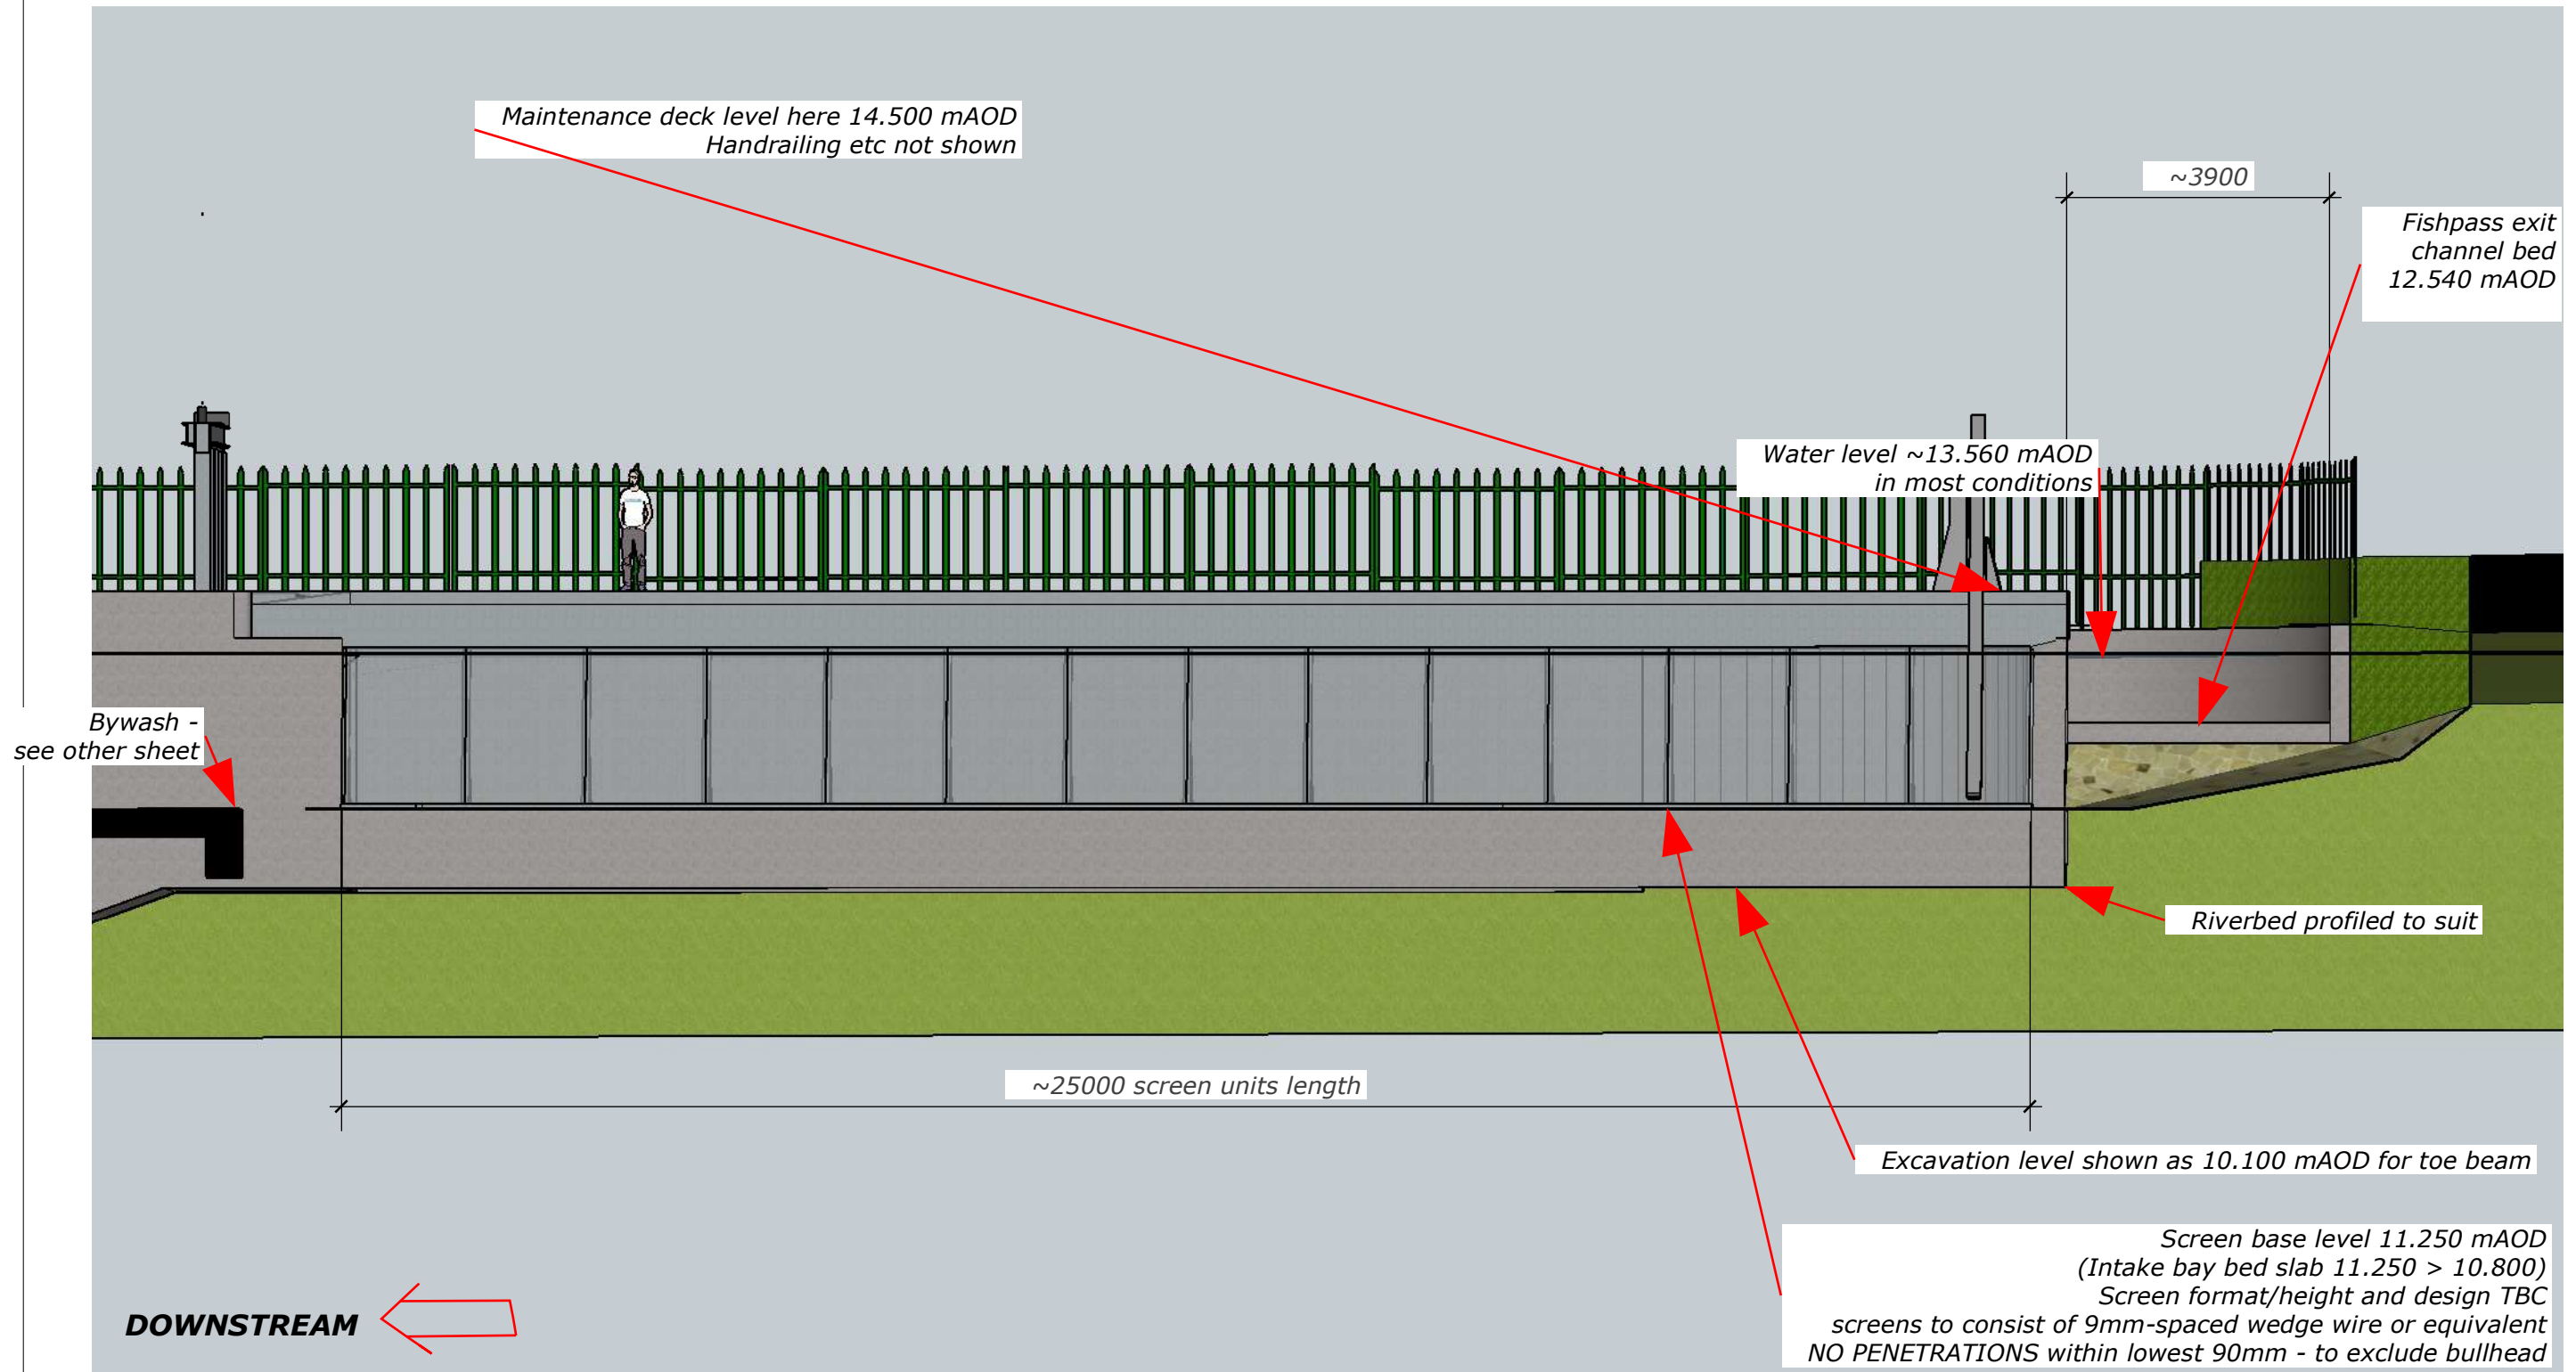 Maintenance deck level here 14.500 mAOD
Handrailing etc not shown
~3900
Fishpass exit
channel bed
12.540 mAOD
Water level ~13.560 mAOD
in most conditions
Bywash -
see other sheet
Riverbed profiled to suit
~25000 screen units length
Excavation level shown as 10.100 mAOD for toe beam
Screen base level 11.250 mAOD
(Intake bay bed slab 11.250 > 10.800)
Screen format/height and design TBC
screens to consist of 9mm-spaced wedge wire or equivalent
NO PENETRATIONS within lowest 90mm - to exclude bullhead
DOWNSTREAM